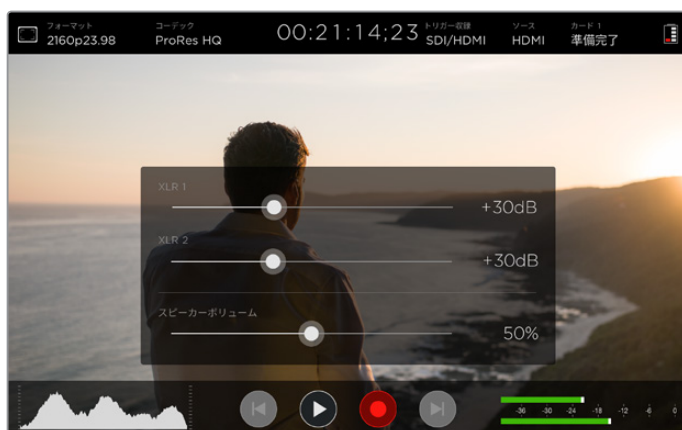 フォーマット コーデック トリガー収録 ソース カード 1
2160p23.98 ProRes HQ 00:21:14;23 SDI/HDMI HDMI 準備完了
XLR 1
+30dB
XLR 2
+30dB
スピーカーボリューム
50%
-36 -30 -24 -18 -12 -6 0